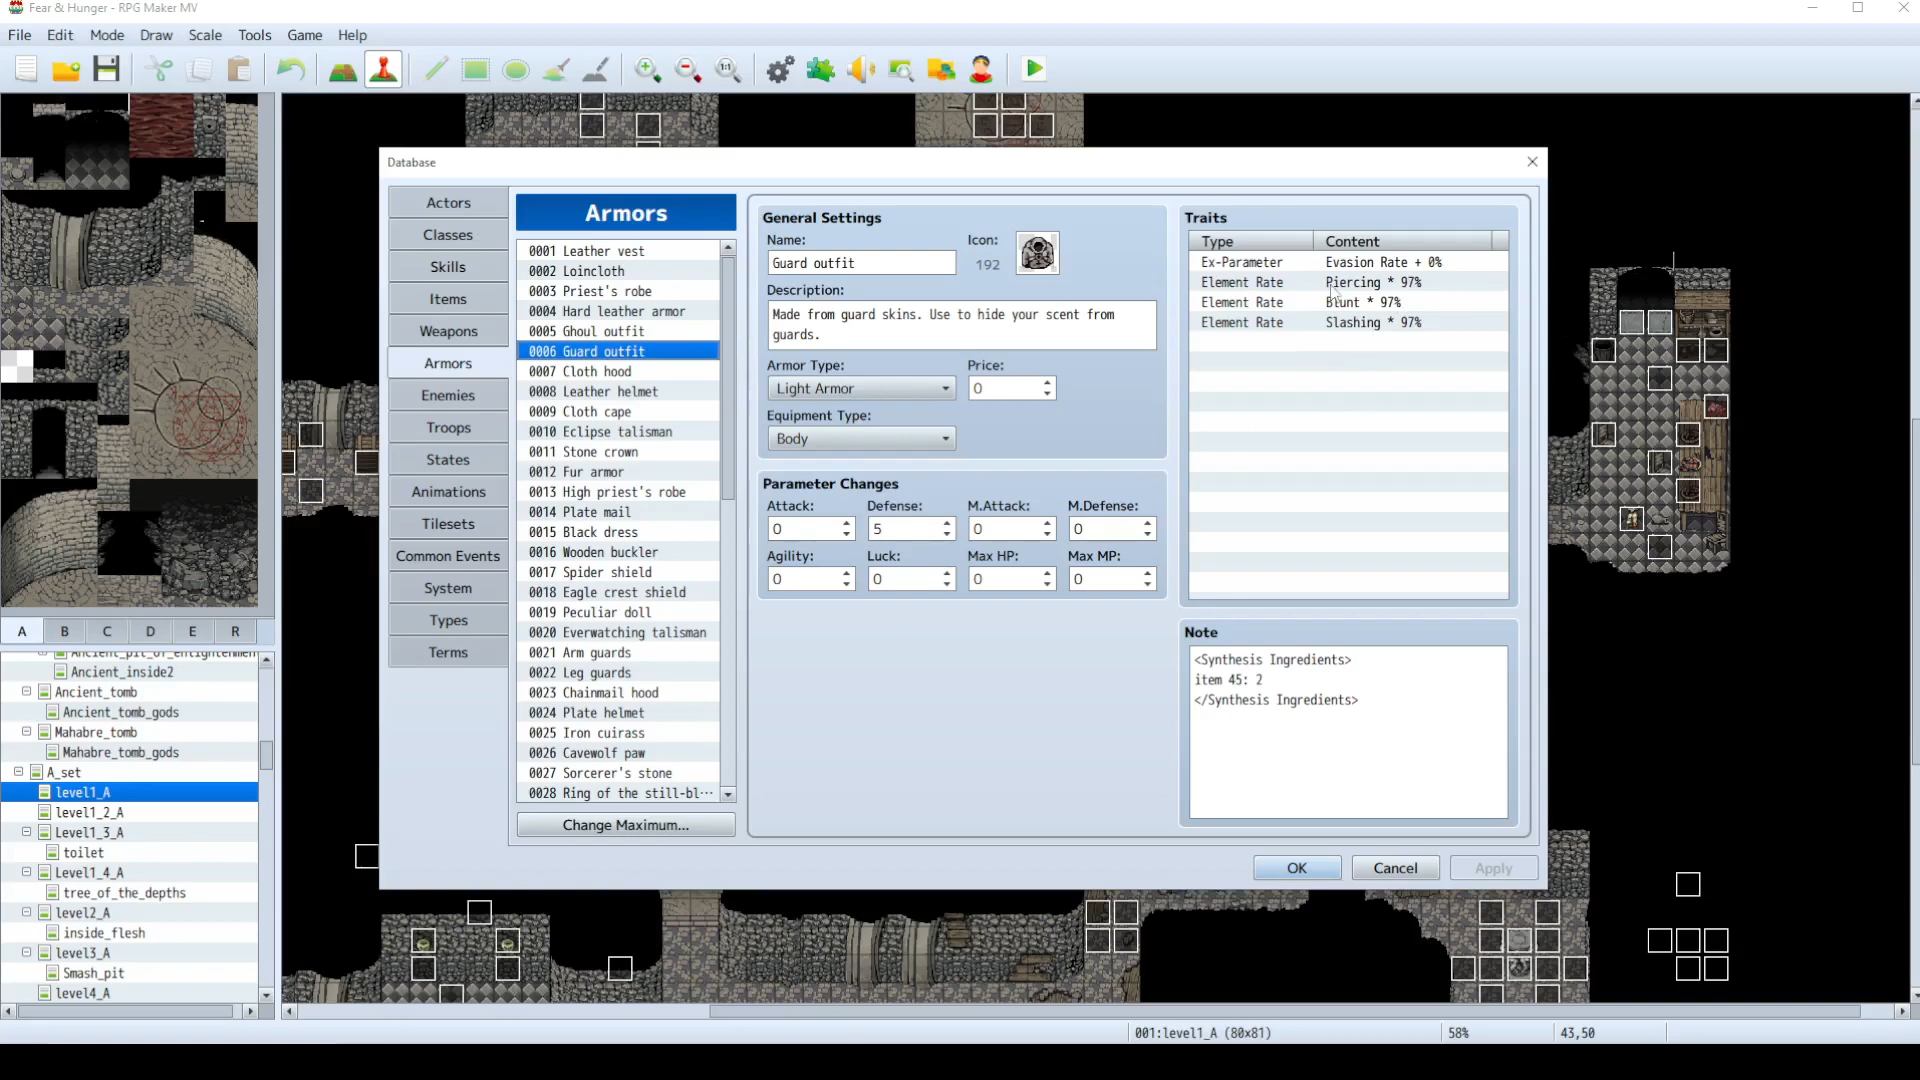 Fear & Hunger - RPG Maker MV
File Edit Mode Draw Scale Tools Game Help
Database
Actors
Classes
Skills
Items
Weapons
Armors
Enemies
Troops
States
Animations
Tilesets
Common Events
System
Types
Terms
Armors
0001 Leather vest
0002 Loincloth
0003 Priest's robe
0004 Hard leather armor
0005 Ghoul outfit
0006 Guard outfit
0007 Cloth hood
0008 Leather helmet
0009 Cloth cape
0010 Eclipse talisman
0011 Stone crown
0012 Fur armor
0013 High priest's robe
0014 Plate mail
0015 Black dress
0016 Wooden buckler
0017 Spider shield
0018 Eagle crest shield
0019 Peculiar doll
0020 Everwatching talisman
0021 Arm guards
0022 Leg guards
0023 Chainmail hood
0024 Plate helmet
0025 Iron cuirass
0026 Cavewolf paw
0027 Sorcerer's stone
0028 Ring of the still-bl…
Change Maximum...
General Settings
Name: Icon:
Guard outfit 192
Description:
Made from guard skins. Use to hide your scent from
guards.
Armor Type: Price:
Light Armor 0
Equipment Type:
Body
Parameter Changes
Attack: Defense: M.Attack: M.Defense:
0 5 0 0
Agility: Luck: Max HP: Max MP:
0 0 0 0
Traits
Type Content
Ex-Parameter Evasion Rate + 0%
Element Rate Piercing * 97%
Element Rate Blunt * 97%
Element Rate Slashing * 97%
Note
<Synthesis Ingredients>
item 45: 2
</Synthesis Ingredients>
OK Cancel Apply
A B C D E R
Ancient_pit_of_enlightenmen
Ancient_inside2
Ancient_tomb
Ancient_tomb_gods
Mahabre_tomb
Mahabre_tomb_gods
A_set
level1_A
level1_2_A
Level1_3_A
toilet
Level1_4_A
tree_of_the_depths
level2_A
inside_flesh
level3_A
Smash_pit
level4_A
001:level1_A (80x81) 58% 43,50